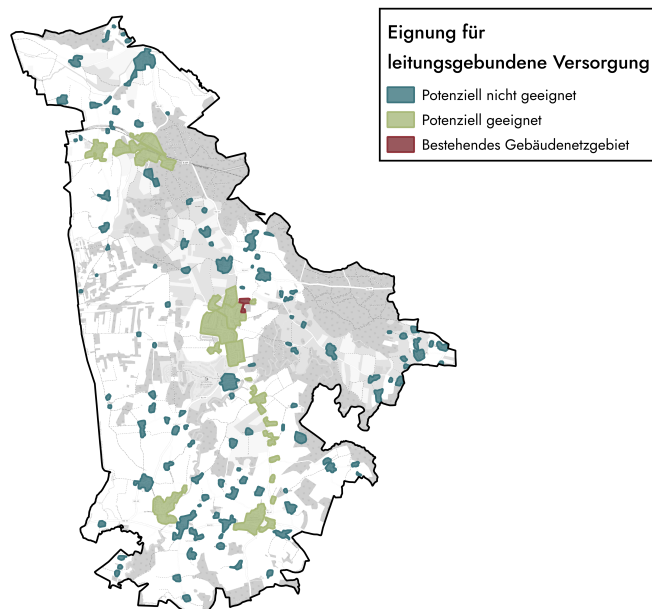 Eignung für
leitungsgebundene Versorgung
Potenziell nicht geeignet
Potenziell geeignet
Bestehendes Gebäudenetzgebiet